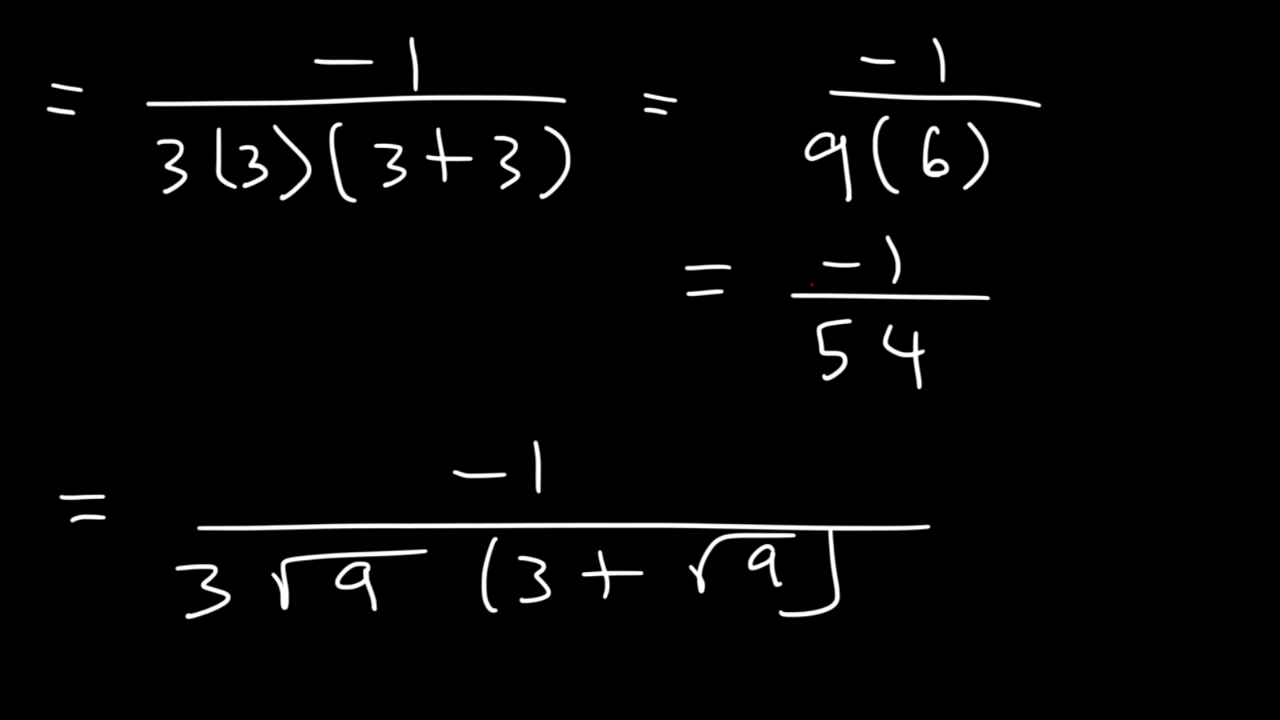 = -1 / 3(3)(3+3) = -1 / 9(6)
= -1 / 54
= -1 / 3√9 (3+√9]